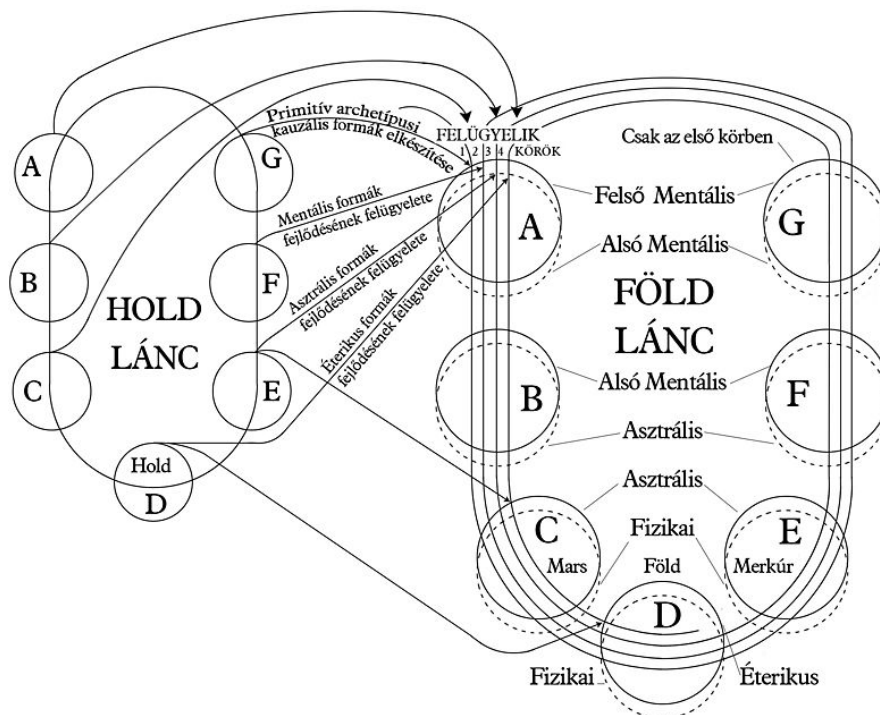 Primitív archetípusi
kauzális formák elkészítése
FELÜGYELIK
1 2 3 4 KÖRÖK
Csak az első körben
A
G
Mentális formák
fejlődésének felügyelete
Felső Mentális
A
G
Alsó Mentális
B
F
HOLD
LÁNC
Asztrális formák
fejlődésének felügyelete
FÖLD
LÁNC
Éterikus formák
fejlődésének felügyelete
C
E
B
Alsó Mentális
F
Asztrális
Hold
D
Asztrális
C
Mars
Fizikai
Föld
E
Merkúr
D
Fizikai
Éterikus